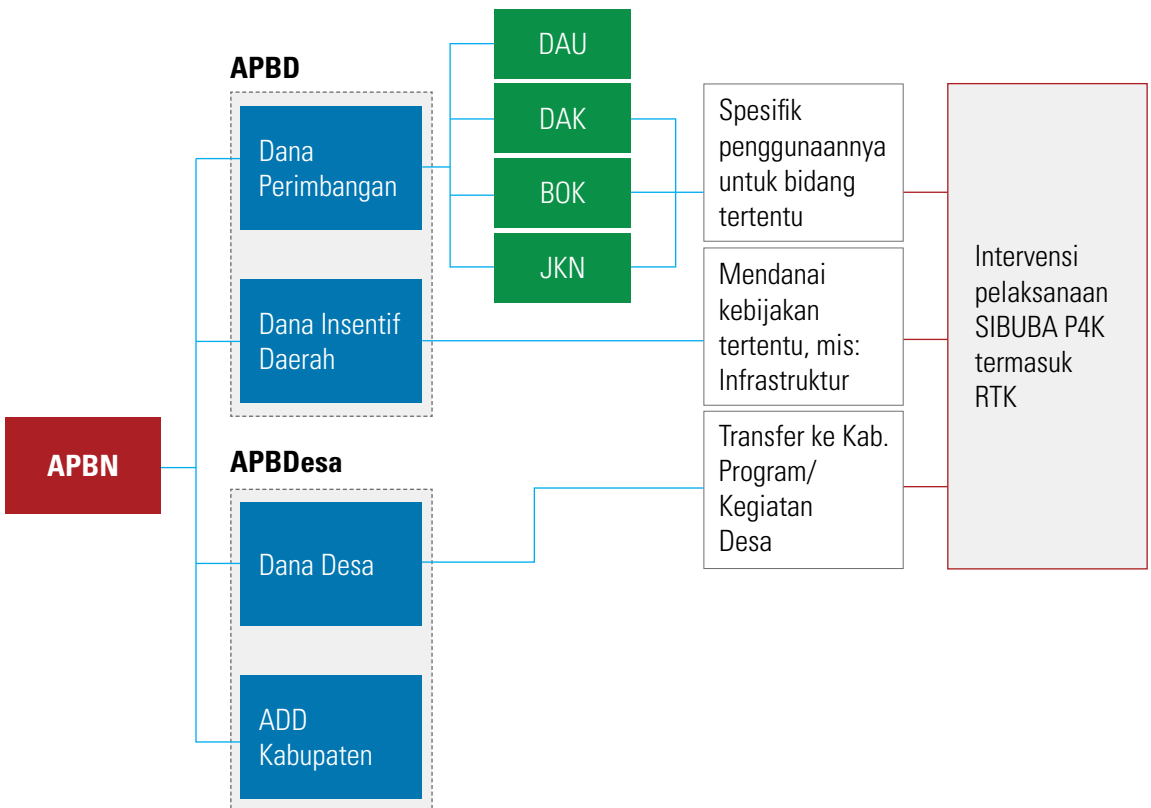 APBN
APBD
Dana
Perimbangan
Dana Insentif
Daerah
APBDesa
Dana Desa
ADD
Kabupaten
DAU
DAK
BOK
JKN
Spesifik
penggunaannya
untuk bidang
tertentu
Mendanai
kebijakan
tertentu, mis:
Infrastruktur
Transfer ke Kab.
Program/
Kegiatan
Desa
Intervensi
pelaksanaan
SIBUBA P4K
termasuk
RTK